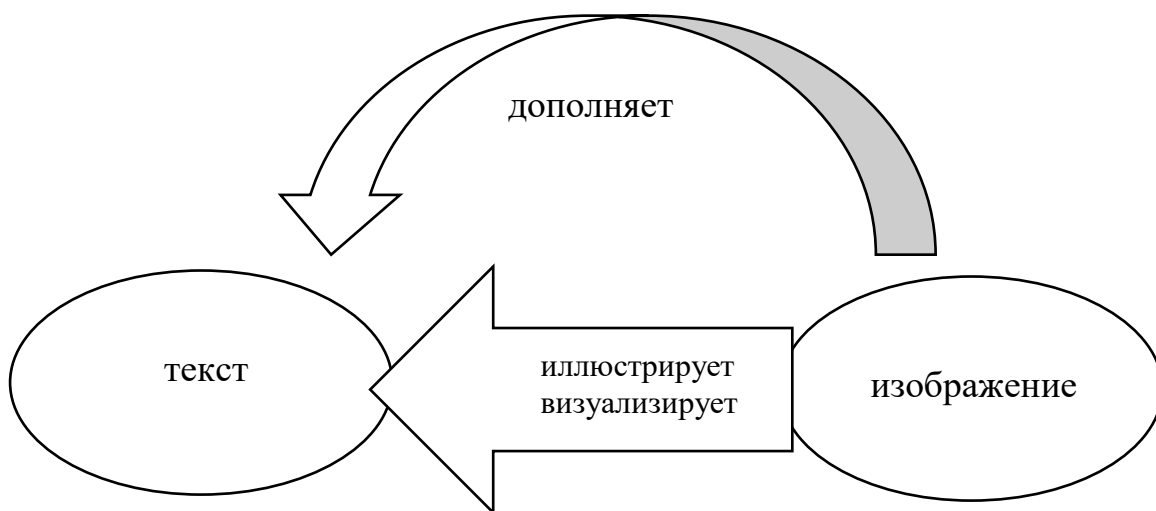 дополняет
текст
иллюстрирует
визуализирует
изображение